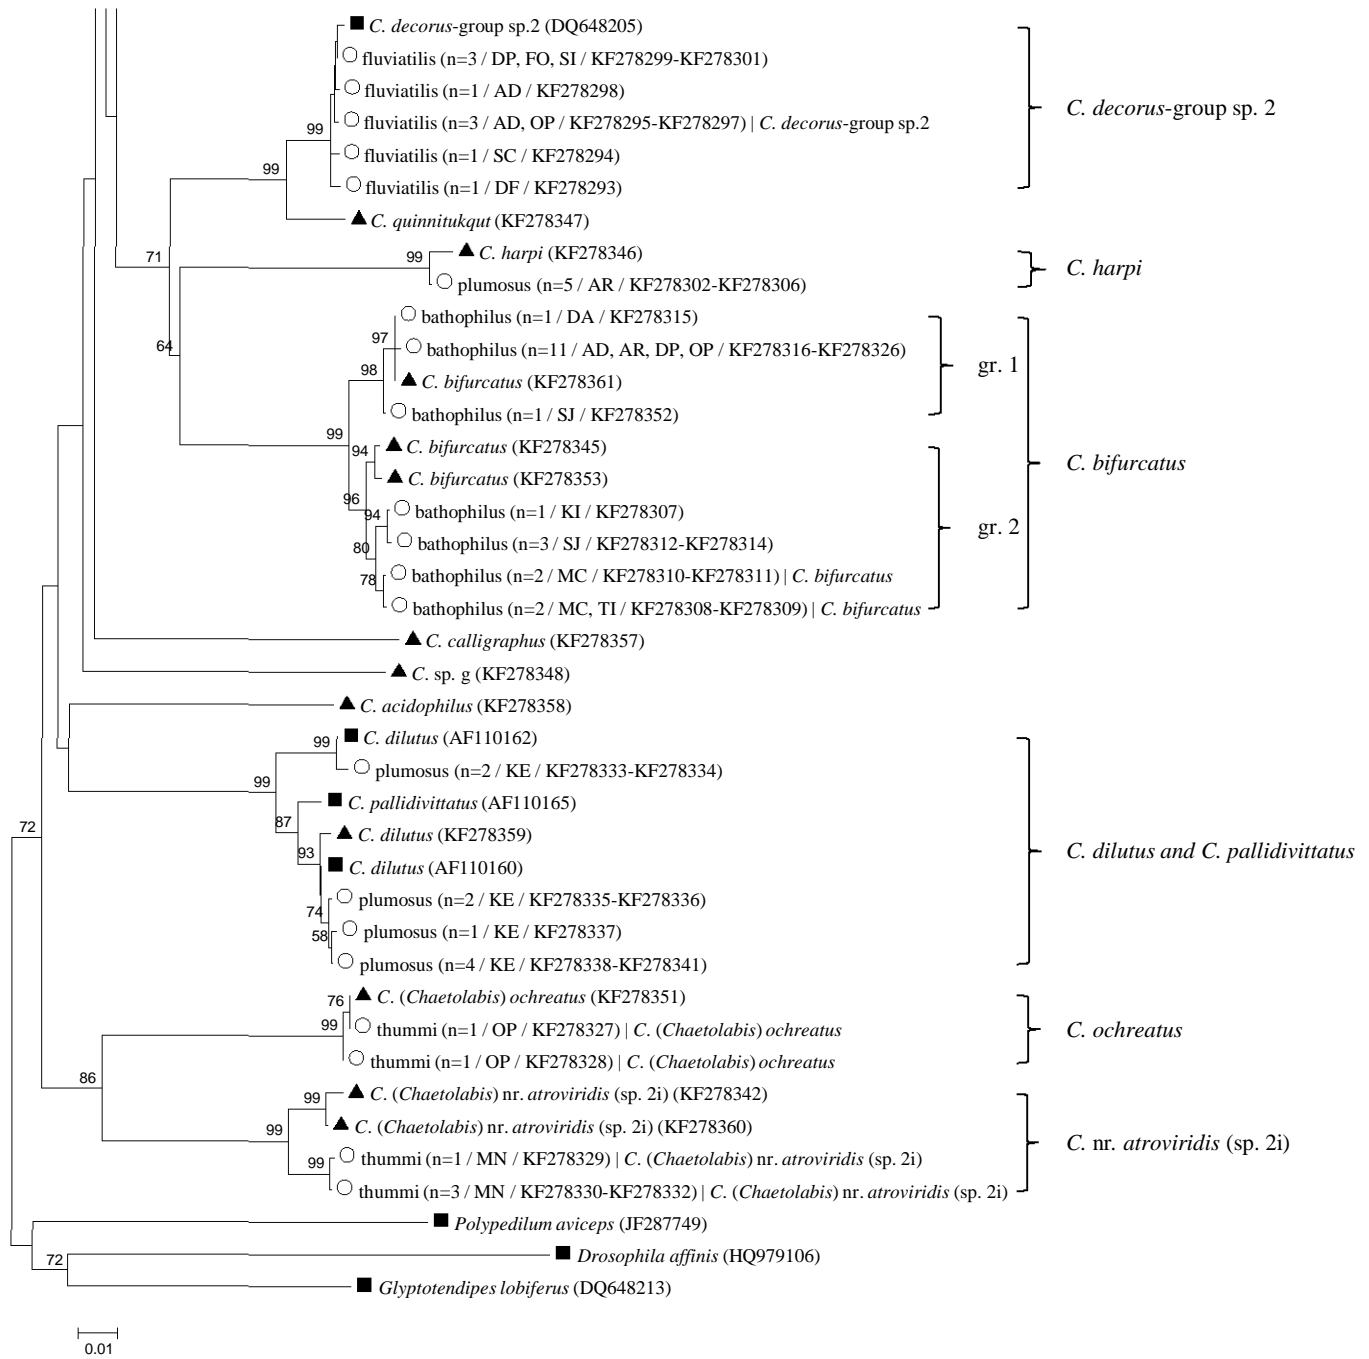 C. decorus-group sp.2 (DQ648205)
fluviatilis (n=3 / DP, FO, SI / KF278299-KF278301)
fluviatilis (n=1 / AD / KF278298)
C. decorus-group sp. 2
fluviatilis (n=3 / AD, OP / KF278295-KF278297) | C. decorus-group sp.2
99
fluviatilis (n=1 / SC / KF278294)
99
fluviatilis (n=1 / DF / KF278293)
C. quinnitukqut (KF278347)
71
99
C. harpi (KF278346)
C. harpi
plumosus (n=5 / AR / KF278302-KF278306)
bathophilus (n=1 / DA / KF278315)
97
64
bathophilus (n=11 / AD, AR, DP, OP / KF278316-KF278326)
gr. 1
98
C. bifurcatus (KF278361)
bathophilus (n=1 / SJ / KF278352)
99
C. bifurcatus (KF278345)
94
C. bifurcatus
C. bifurcatus (KF278353)
96
bathophilus (n=1 / KI / KF278307)
94
gr. 2
bathophilus (n=3 / SJ / KF278312-KF278314)
80
bathophilus (n=2 / MC / KF278310-KF278311) | C. bifurcatus
78
bathophilus (n=2 / MC, TI / KF278308-KF278309) | C. bifurcatus
C. calligraphus (KF278357)
C. sp. g (KF278348)
C. acidophilus (KF278358)
99
C. dilutus (AF110162)
plumosus (n=2 / KE / KF278333-KF278334)
99
C. pallidivittatus (AF110165)
87
72
C. dilutus (KF278359)
93
C. dilutus and C. pallidivittatus
C. dilutus (AF110160)
plumosus (n=2 / KE / KF278335-KF278336)
74
plumosus (n=1 / KE / KF278337)
58
plumosus (n=4 / KE / KF278338-KF278341)
C. (Chaetolabis) ochreatus (KF278351)
76
99
thummi (n=1 / OP / KF278327) | C. (Chaetolabis) ochreatus
C. ochreatus
thummi (n=1 / OP / KF278328) | C. (Chaetolabis) ochreatus
86
C. (Chaetolabis) nr. atroviridis (sp. 2i) (KF278342)
99
C. (Chaetolabis) nr. atroviridis (sp. 2i) (KF278360)
99
C. nr. atroviridis (sp. 2i)
thummi (n=1 / MN / KF278329) | C. (Chaetolabis) nr. atroviridis (sp. 2i)
99
thummi (n=3 / MN / KF278330-KF278332) | C. (Chaetolabis) nr. atroviridis (sp. 2i)
Polypedilum aviceps (JF287749)
Drosophila affinis (HQ979106)
72
Glyptotendipes lobiferus (DQ648213)
0.01